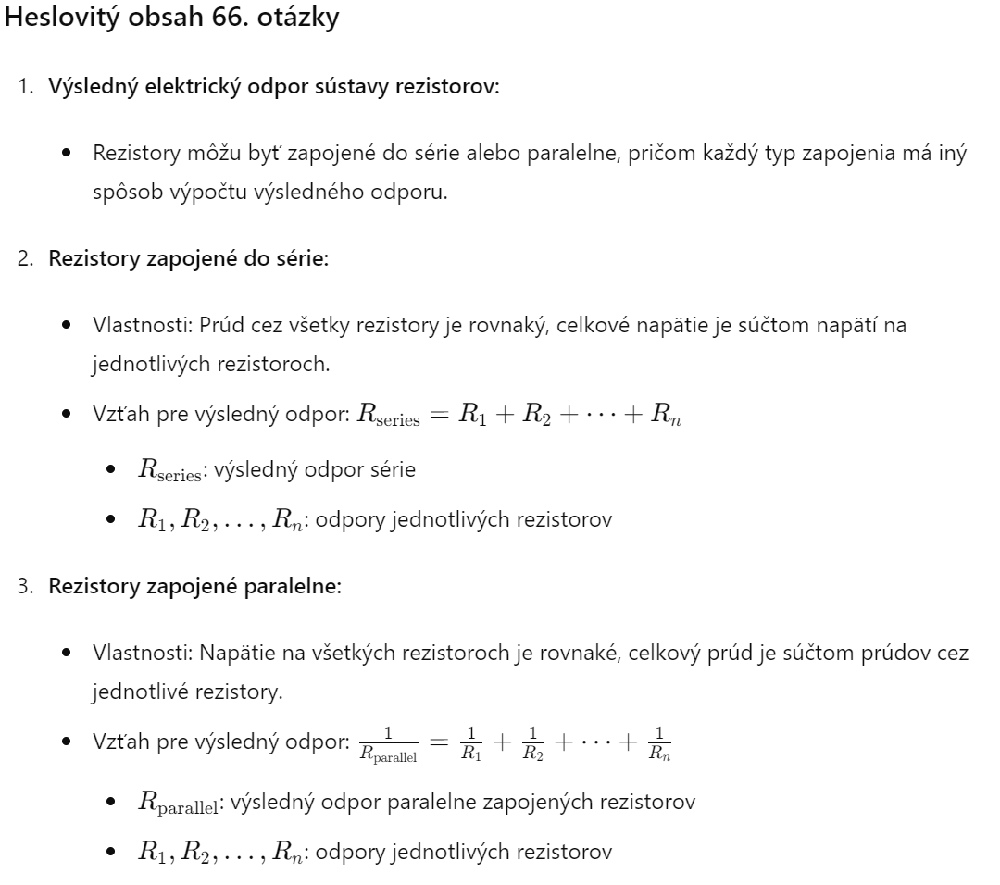 Heslovitý obsah 66. otázky
1. Výsledný elektrický odpor sústavy rezistorov:
• Rezistory môžu byť zapojené do série alebo paralelne, pričom každý typ zapojenia má iný
spôsob výpočtu výsledného odporu.
2. Rezistory zapojené do série:
• Vlastnosti: Prúd cez všetky rezistory je rovnaký, celkové napätie je súčtom napätí na
jednotlivých rezistoroch.
• Vzťah pre výsledný odpor: $R_{\text{series}} = R_1 + R_2 + \cdots + R_n$
• $R_{\text{series}}$: výsledný odpor série
• $R_1, R_2, \ldots, R_n$: odpory jednotlivých rezistorov
3. Rezistory zapojené paralelne:
• Vlastnosti: Napätie na všetkých rezistoroch je rovnaké, celkový prúd je súčtom prúdov cez
jednotlivé rezistory.
• Vzťah pre výsledný odpor: $\frac{1}{R_{\text{parallel}}} = \frac{1}{R_1} + \frac{1}{R_2} + \cdots + \frac{1}{R_n}$
• $R_{\text{parallel}}$: výsledný odpor paralelne zapojených rezistorov
• $R_1, R_2, \ldots, R_n$: odpory jednotlivých rezistorov